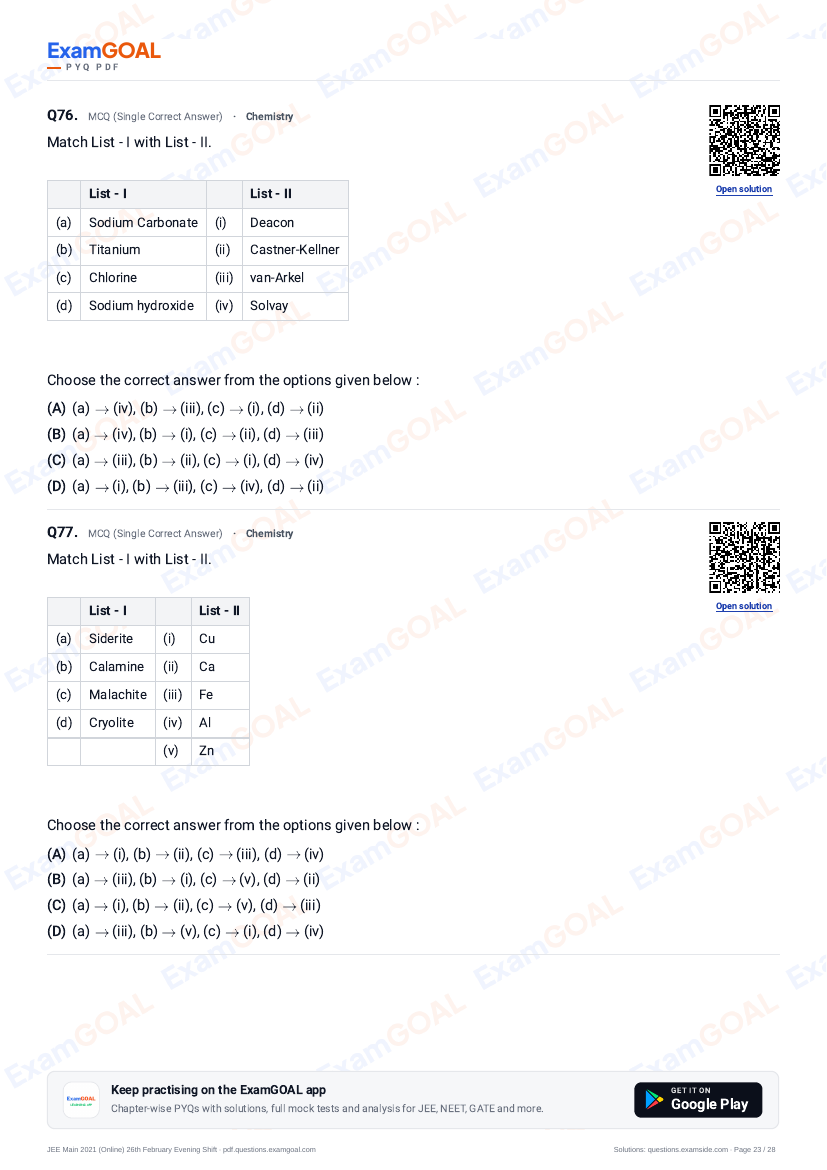 ExamGOAL
PYQ PDF
Q76. MCQ (Single Correct Answer) · Chemistry
Match List - I with List - II.
Open solution
List - I List - II
(a) Sodium Carbonate (i) Deacon
(b) Titanium (ii) Castner-Kellner
(c) Chlorine (iii) van-Arkel
(d) Sodium hydroxide (iv) Solvay
Choose the correct answer from the options given below :
(A) (a) → (iv), (b) → (iii), (c) → (i), (d) → (ii)
(B) (a) → (iv), (b) → (i), (c) → (ii), (d) → (iii)
(C) (a) → (iii), (b) → (ii), (c) → (i), (d) → (iv)
(D) (a) → (i), (b) → (iii), (c) → (iv), (d) → (ii)
Q77. MCQ (Single Correct Answer) · Chemistry
Match List - I with List - II.
Open solution
List - I List - II
(a) Siderite (i) Cu
(b) Calamine (ii) Ca
(c) Malachite (iii) Fe
(d) Cryolite (iv) Al
(v) Zn
Choose the correct answer from the options given below :
(A) (a) → (i), (b) → (ii), (c) → (iii), (d) → (iv)
(B) (a) → (iii), (b) → (i), (c) → (v), (d) → (ii)
(C) (a) → (i), (b) → (ii), (c) → (v), (d) → (iii)
(D) (a) → (iii), (b) → (v), (c) → (i), (d) → (iv)
ExamGOAL
Keep practising on the ExamGOAL app
Chapter-wise PYQs with solutions, full mock tests and analysis for JEE, NEET, GATE and more.
GET IT ON
Google Play
JEE Main 2021 (Online) 26th February Evening Shift · pdf.questions.examgoal.com
Solutions: questions.examside.com · Page 23 / 28